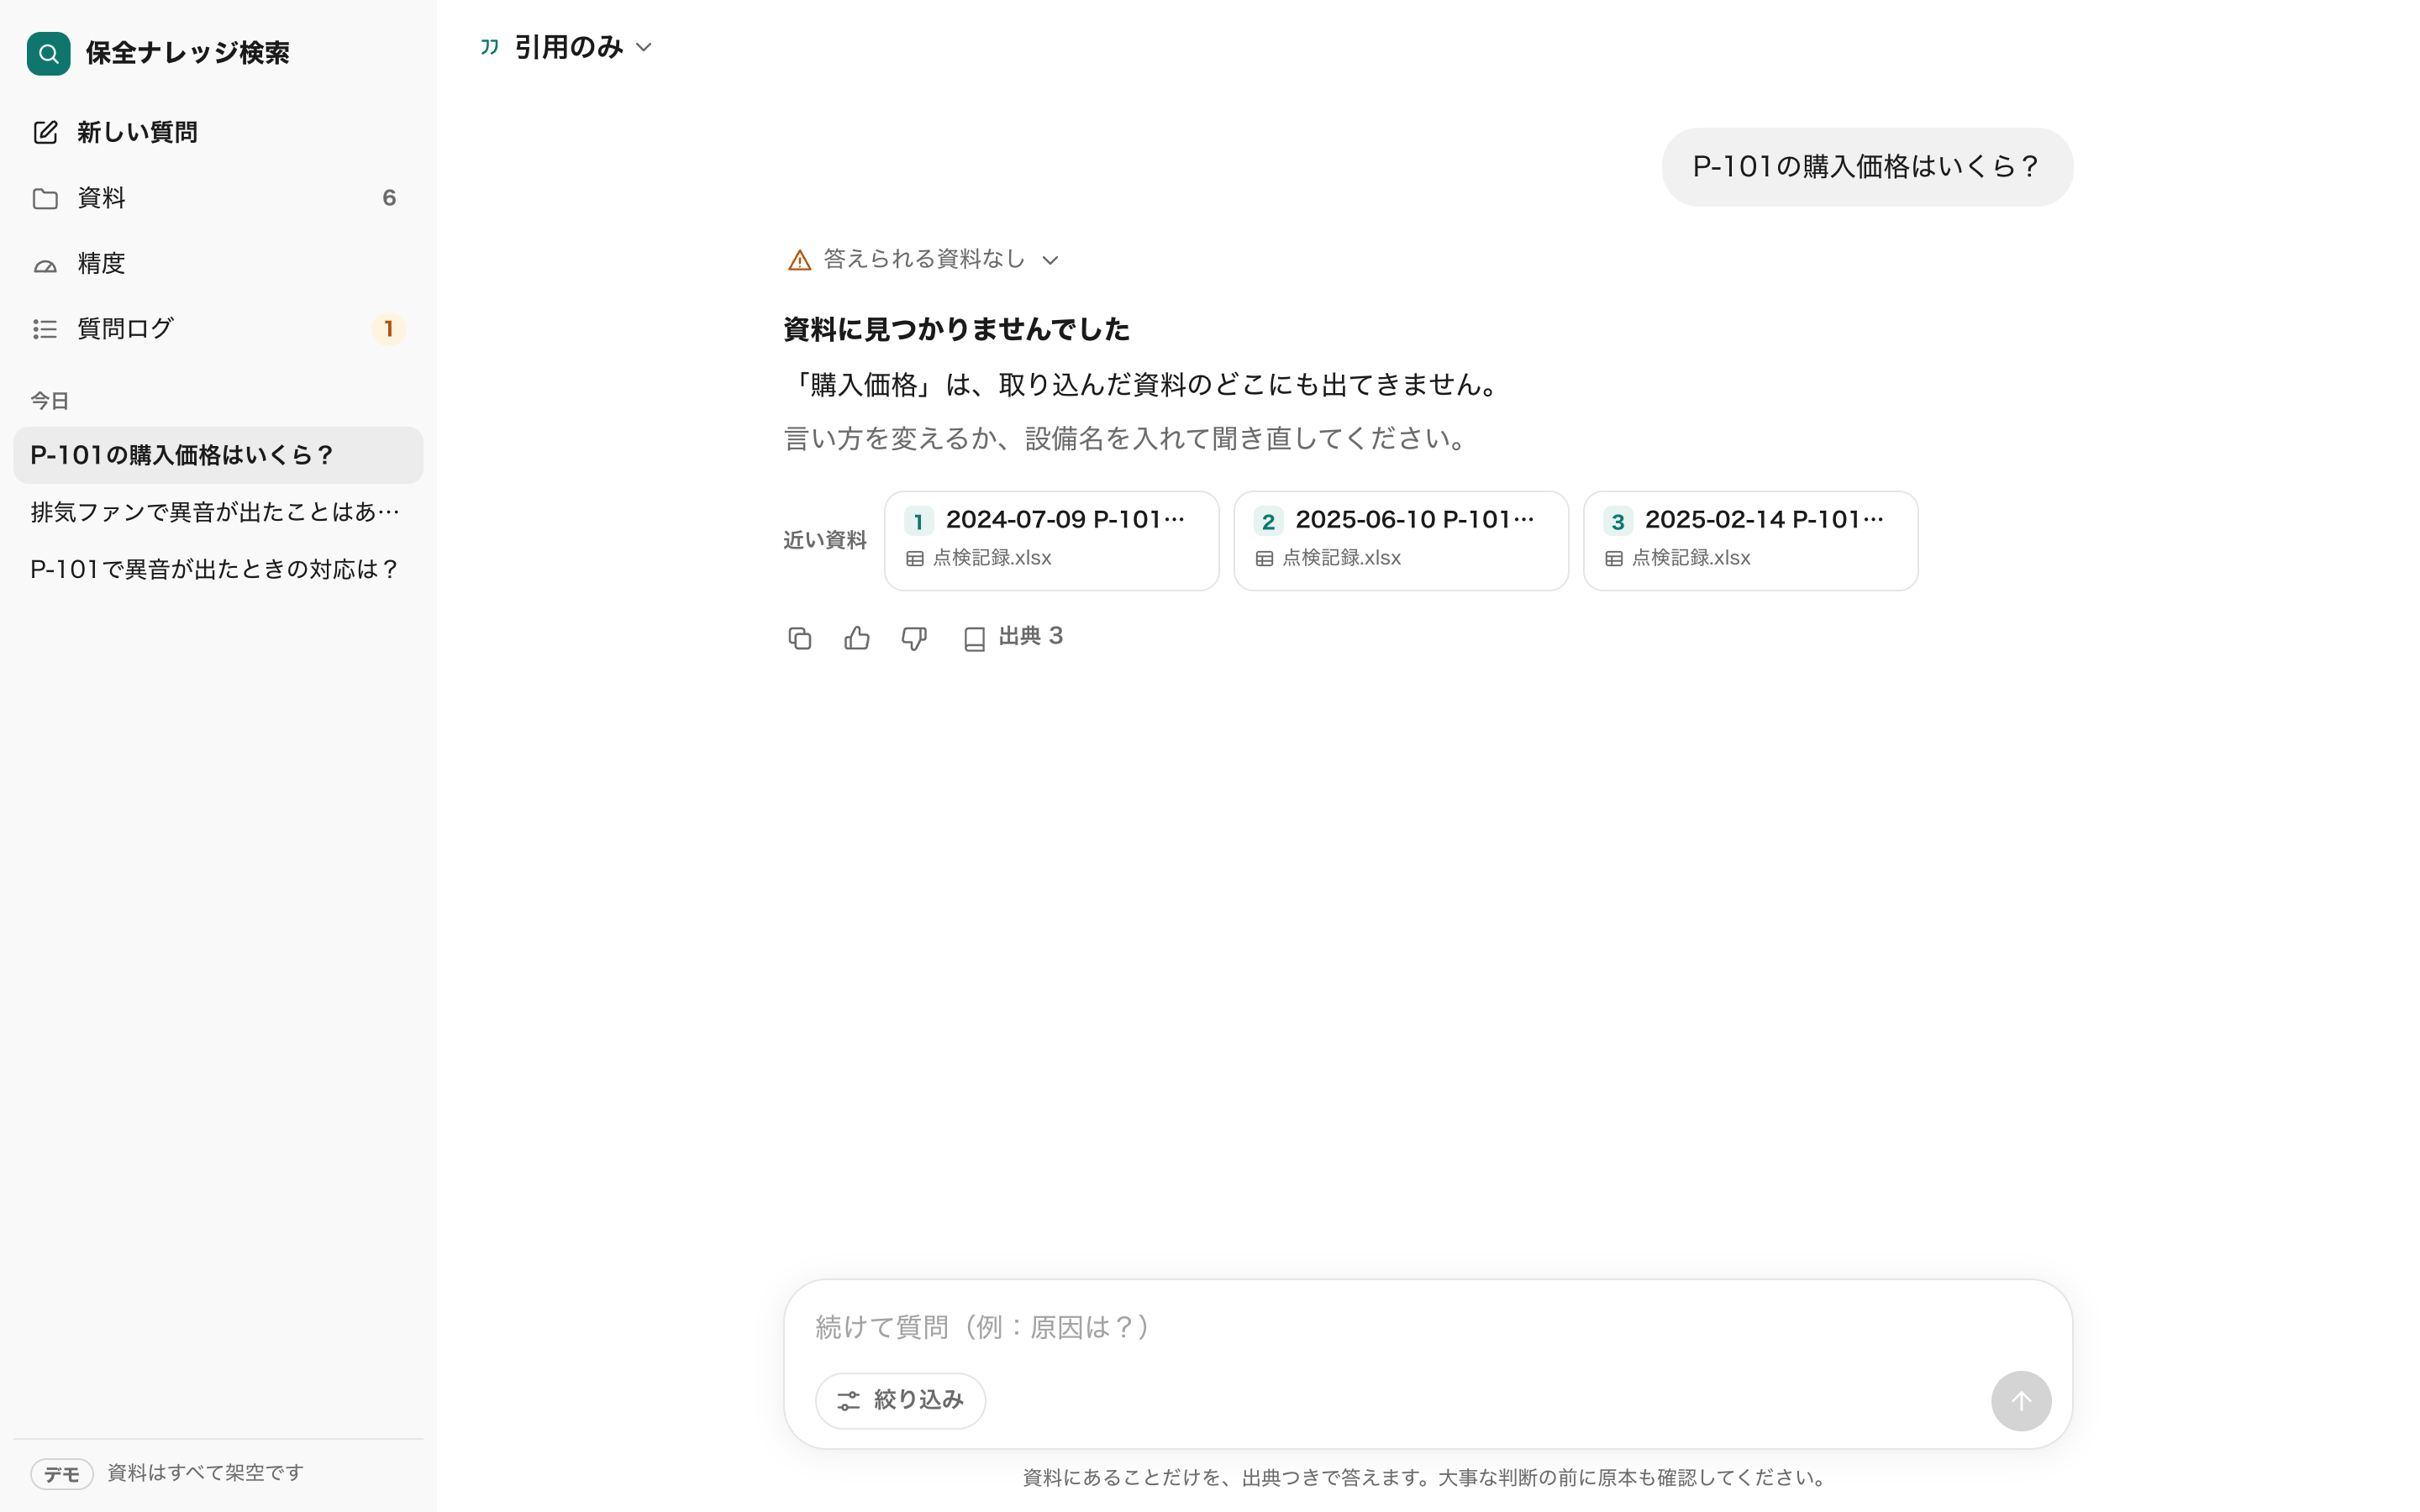 保全ナレッジ検索
新しい質問
資料 6
精度
質問ログ 1
今日
P-101の購入価格はいくら？
排気ファンで異音が出たことはあ…
P-101で異音が出たときの対応は？
デモ 資料はすべて架空です
引用のみ
P-101の購入価格はいくら？
答えられる資料なし
資料に見つかりませんでした
「購入価格」は、取り込んだ資料のどこにも出てきません。
言い方を変えるか、設備名を入れて聞き直してください。
近い資料
1 2024-07-09 P-101…
点検記録.xlsx
2 2025-06-10 P-101…
点検記録.xlsx
3 2025-02-14 P-101…
点検記録.xlsx
出典 3
続けて質問（例：原因は？）
絞り込み
資料にあることだけを、出典つきで答えます。大事な判断の前に原本も確認してください。